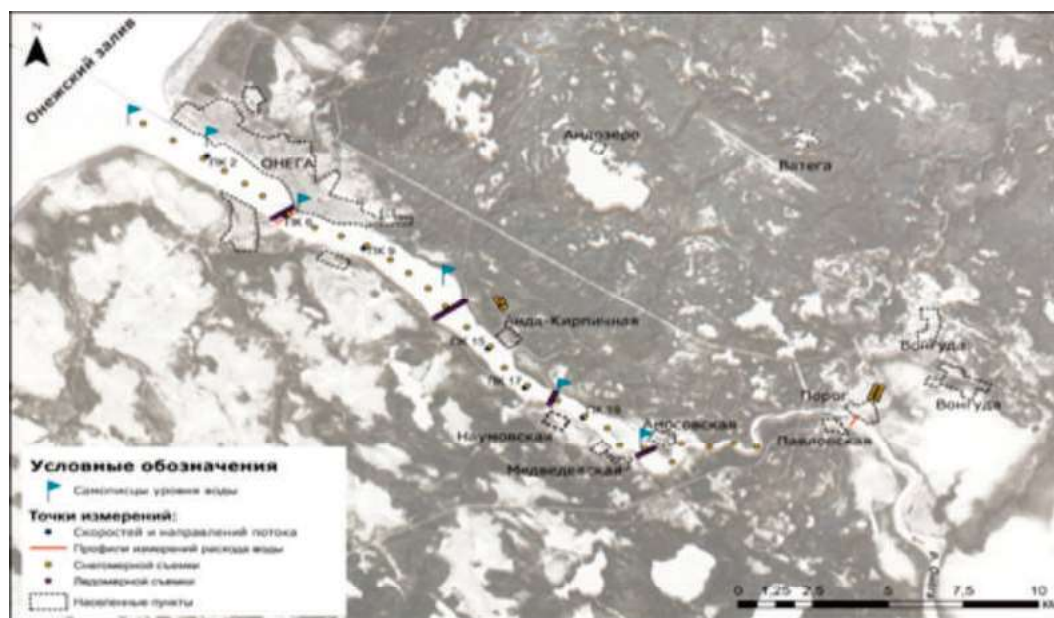 N
Онежский залив
ПК 2
ОНЕГА
Андозеро
Ватега
ПК 6
ПК 9
Анда-Кирпичная
ПК 15
ПК 17
ПК 19
Вонгуда
Вонгуда
Порог
Павловская
Наумовская
Аносовская
Медведевская
р. Онега
Условные обозначения
Самописцы уровня воды
Точки измерений:
Скоростей и направлений потока
Профили измерений расхода воды
Снегомерной съемки
Ледомерной съемки
Населенные пункты
0 1,25 2,5 5 7,5 10
км